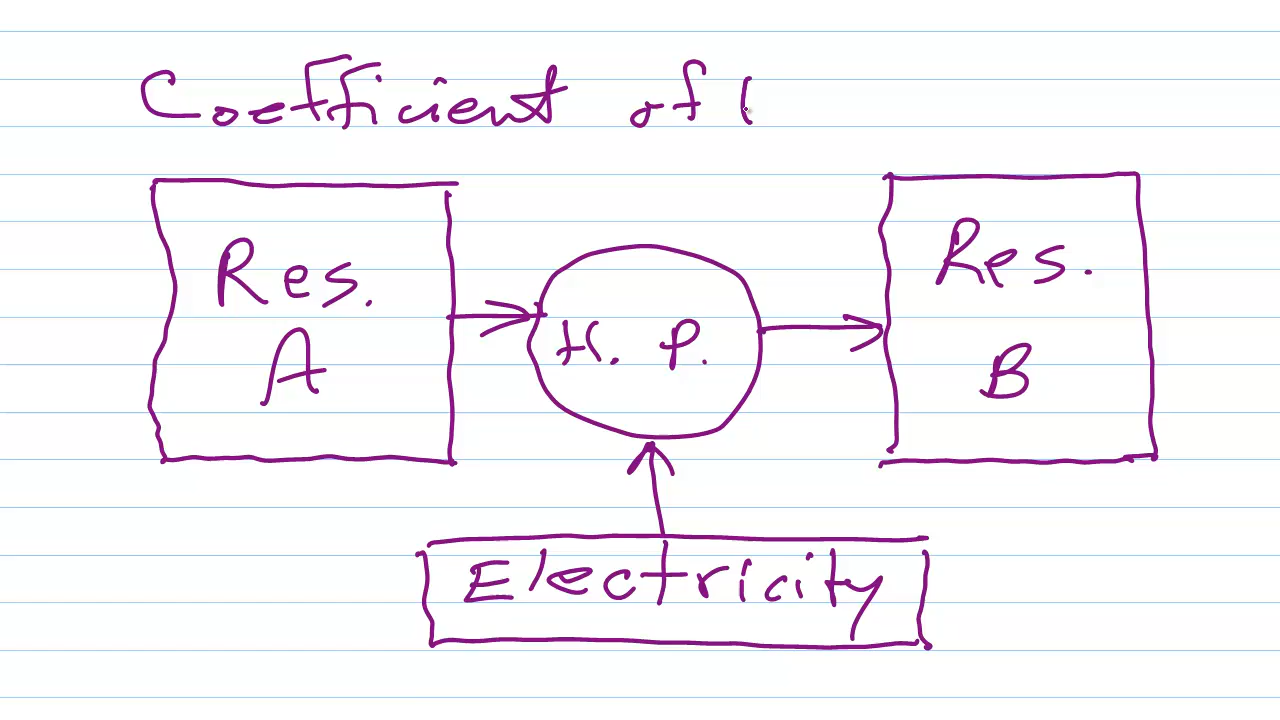 Coefficient of
Res.
A
H. P.
Res.
B
Electricity